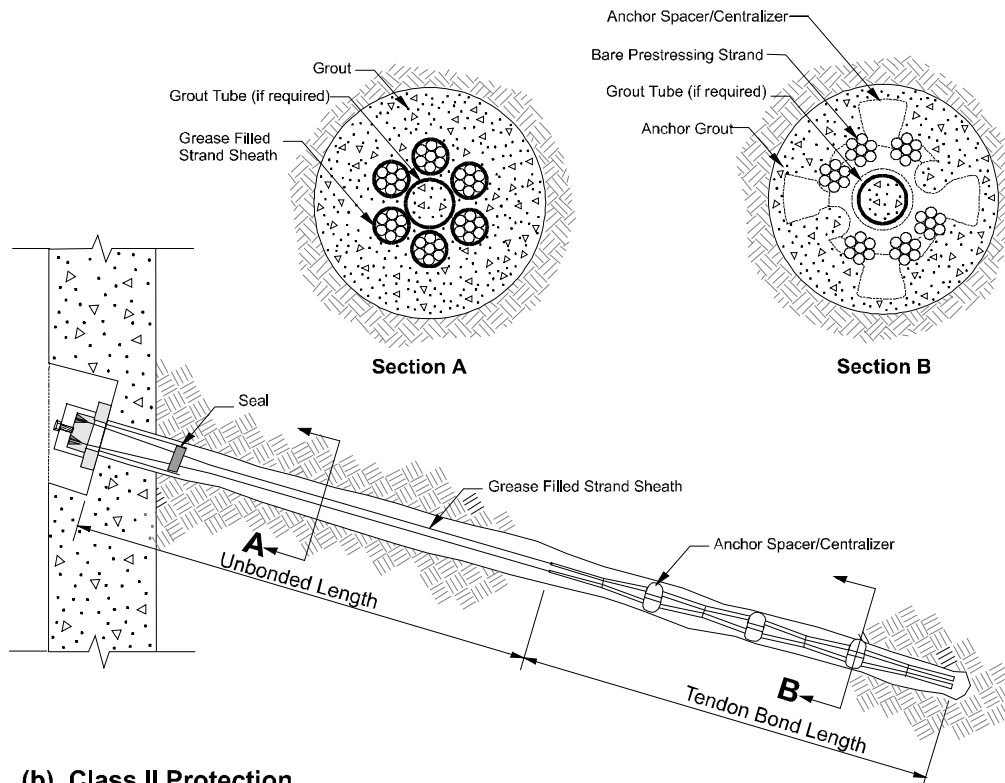 Anchor Spacer/Centralizer
Grout
Bare Prestressing Strand
Grout Tube (if required)
Grout Tube (if required)
Grease Filled
Strand Sheath
Anchor Grout
Section A
Section B
Seal
Grease Filled Strand Sheath
A
Unbonded Length
Anchor Spacer/Centralizer
B
Tendon Bond Length
(b) Class II Protection